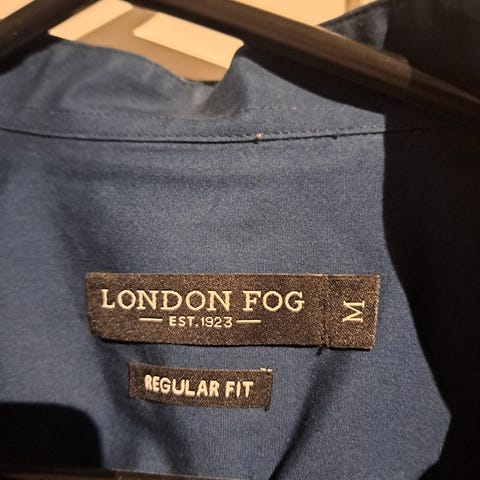 LONDON FOG
EST.1923
M
REGULAR FIT